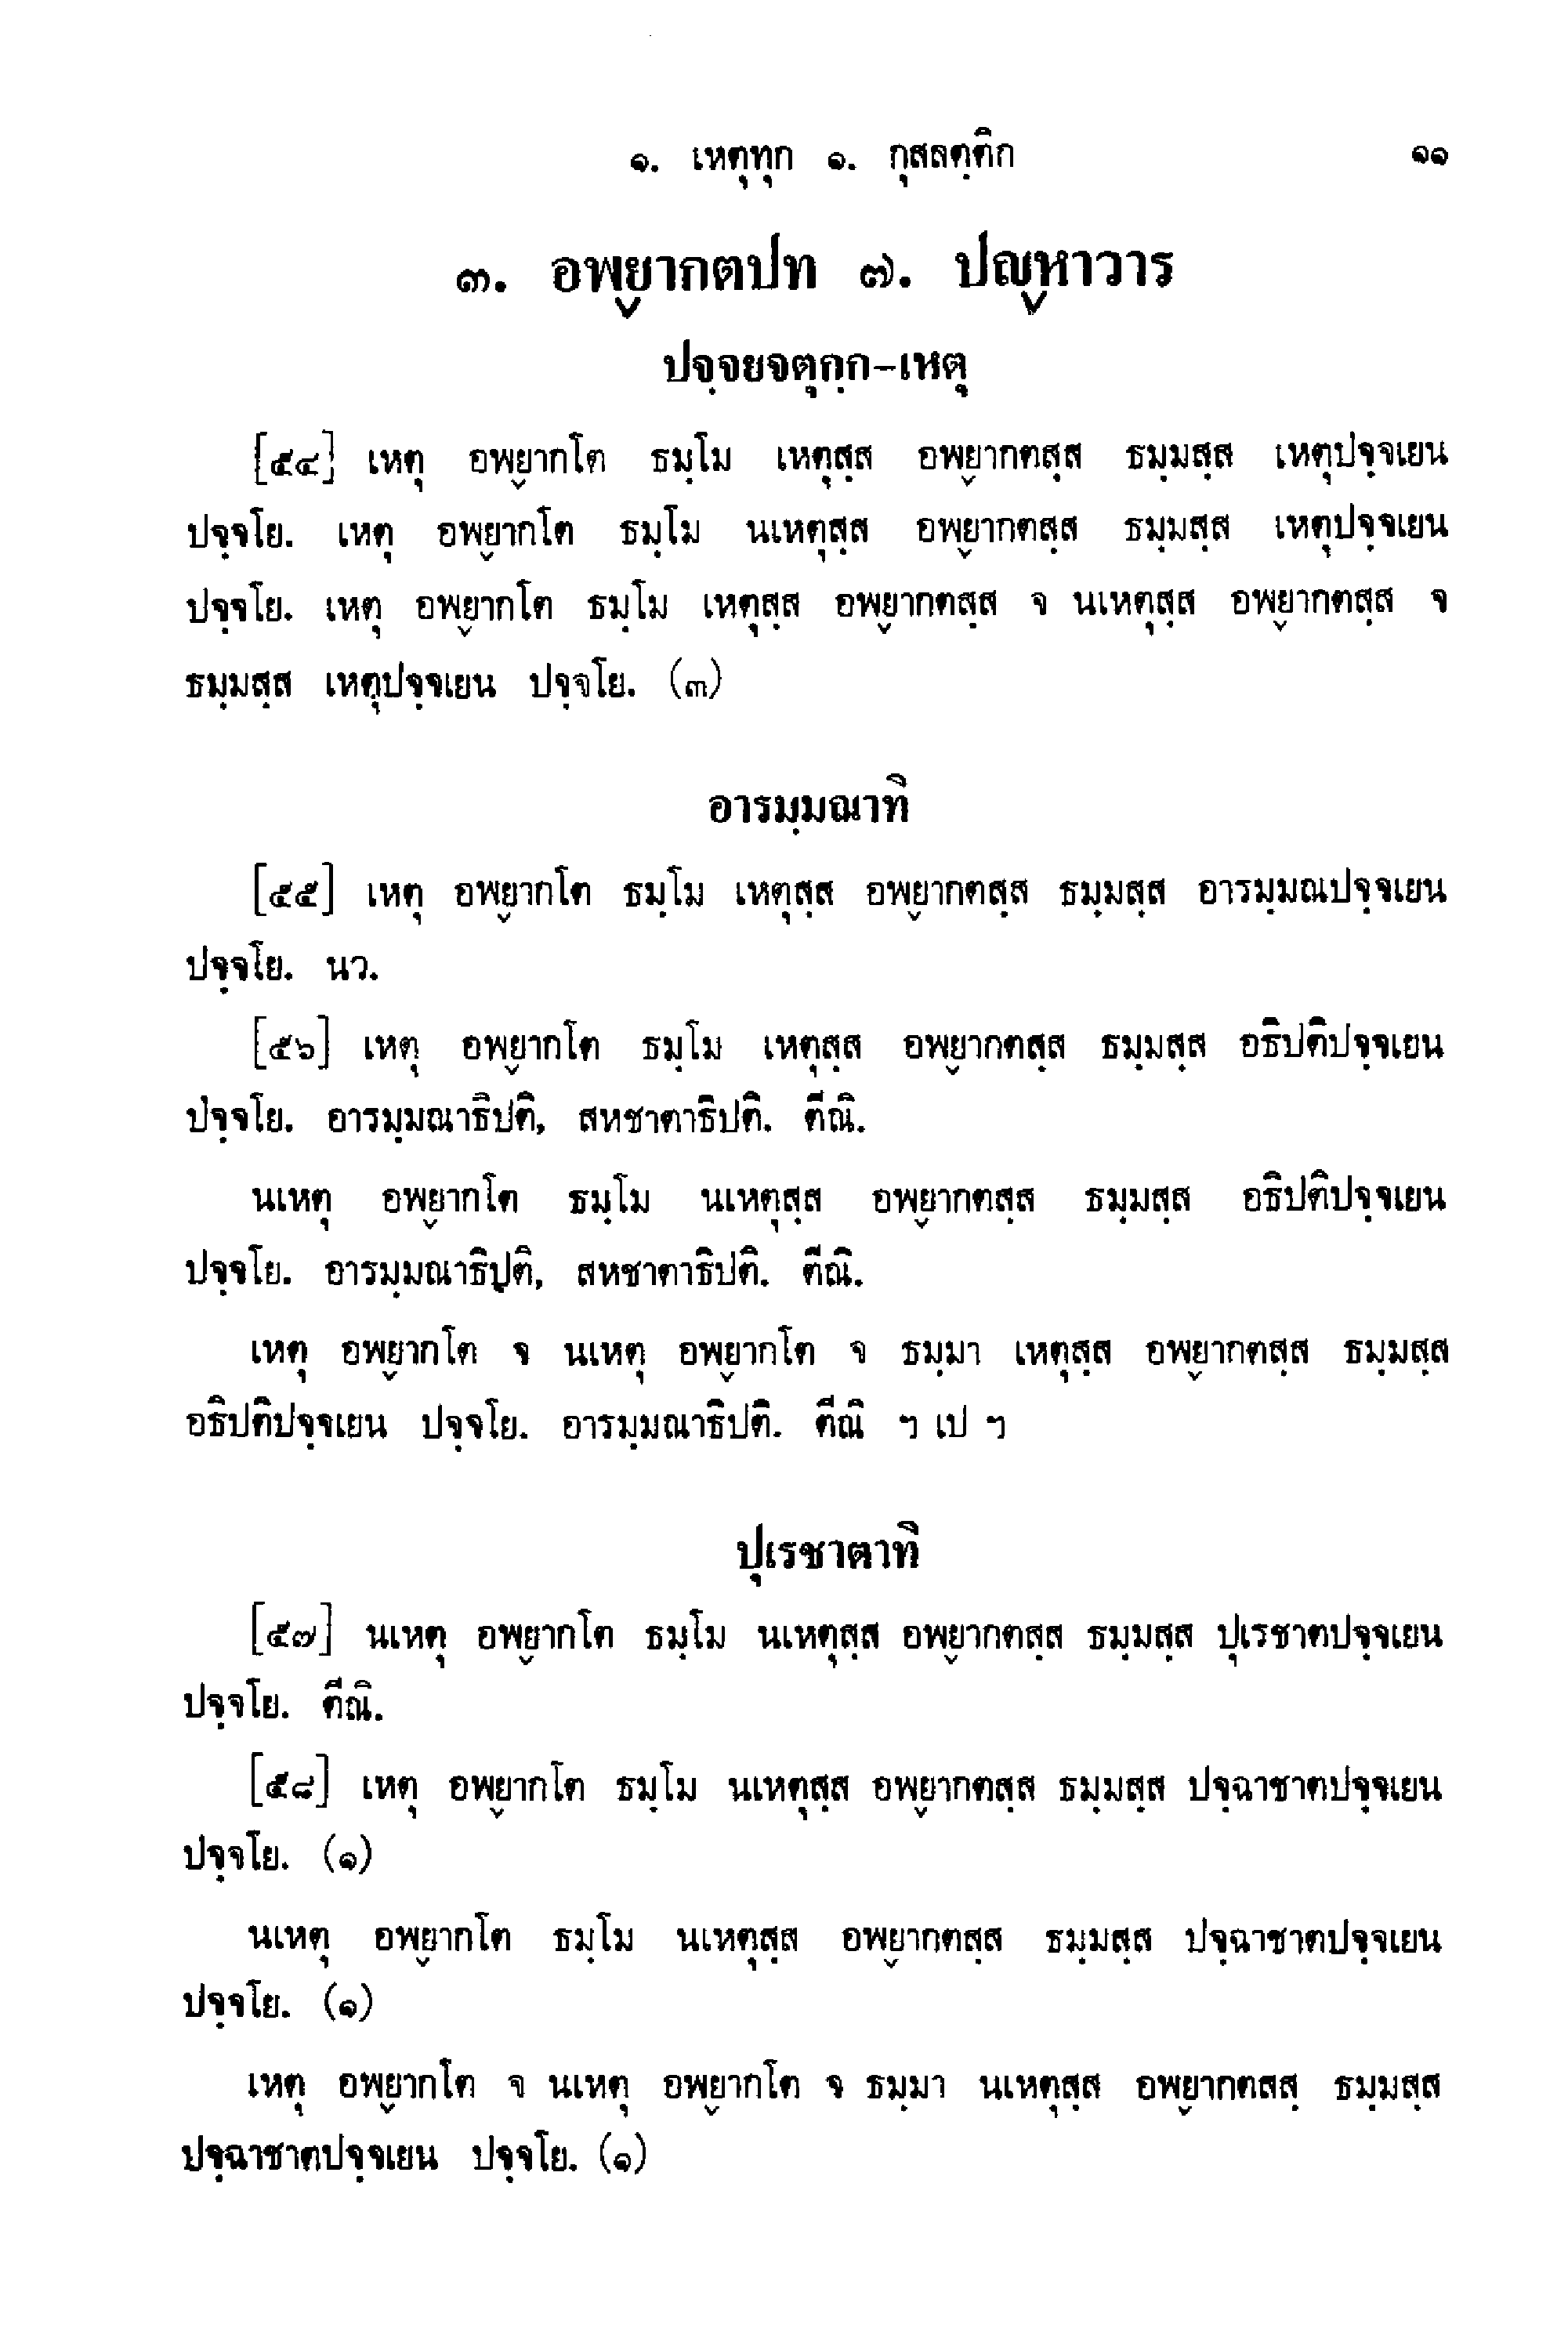 ๑. เหตุทุก ๑. กุสลตฺติก ๑๑
๓. อพฺยากตปท ๗. ปญฺหาวาร
ปจฺจยจตุกฺก-เหตุ
[๕๔] เหตุ อพฺยากโต ธมฺโม เหตุสฺส อพฺยากตสฺส ธมฺมสฺส เหตุปจฺจเยน
ปจฺจโย. เหตุ อพฺยากโต ธมฺโม นเหตุสฺส อพฺยากตสฺส ธมฺมสฺส เหตุปจฺจเยน
ปจฺจโย. เหตุ อพฺยากโต ธมฺโม เหตุสฺส อพฺยากตสฺส จ นเหตุสฺส อพฺยากตสฺส จ
ธมฺมสฺส เหตุปจฺจเยน ปจฺจโย. (๓)
อารมฺมณาทิ
[๕๕] เหตุ อพฺยากโต ธมฺโม เหตุสฺส อพฺยากตสฺส ธมฺมสฺส อารมฺมณปจฺจเยน
ปจฺจโย. นว.
[๕๖] เหตุ อพฺยากโต ธมฺโม เหตุสฺส อพฺยากตสฺส ธมฺมสฺส อธิปติปจฺจเยน
ปจฺจโย. อารมฺมณาธิปติ, สหชาตาธิปติ. ตีณิ.
นเหตุ อพฺยากโต ธมฺโม นเหตุสฺส อพฺยากตสฺส ธมฺมสฺส อธิปติปจฺจเยน
ปจฺจโย. อารมฺมณาธิปติ, สหชาตาธิปติ. ตีณิ.
เหตุ อพฺยากโต จ นเหตุ อพฺยากโต จ ธมฺมา เหตุสฺส อพฺยากตสฺส ธมฺมสฺส
อธิปติปจฺจเยน ปจฺจโย. อารมฺมณาธิปติ. ตีณิ ฯ เป ฯ
ปุเรชาตาทิ
[๕๗] นเหตุ อพฺยากโต ธมฺโม นเหตุสฺส อพฺยากตสฺส ธมฺมสฺส ปุเรชาตปจฺจเยน
ปจฺจโย. ตีณิ.
[๕๘] เหตุ อพฺยากโต ธมฺโม นเหตุสฺส อพฺยากตสฺส ธมฺมสฺส ปจฺฉาชาตปจฺจเยน
ปจฺจโย. (๑)
นเหตุ อพฺยากโต ธมฺโม นเหตุสฺส อพฺยากตสฺส ธมฺมสฺส ปจฺฉาชาตปจฺจเยน
ปจฺจโย. (๑)
เหตุ อพฺยากโต จ นเหตุ อพฺยากโต จ ธมฺมา นเหตุสฺส อพฺยากตสสฺ ธมฺมสฺส
ปจฺฉาชาตปจฺจเยน ปจฺจโย. (๑)